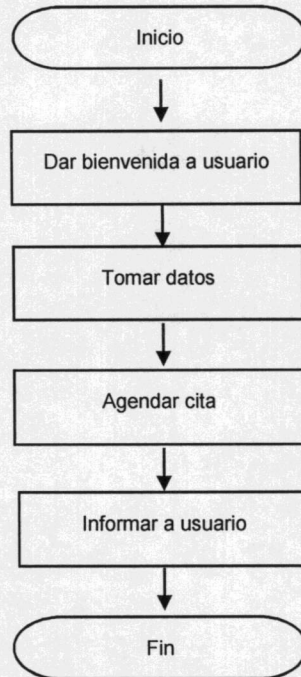 Inicio
Dar bienvenida a usuario
Tomar datos
Agendar cita
Informar a usuario
Fin